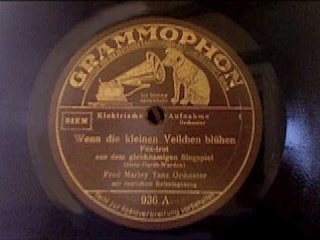 GRAMMOPHON
Elektrische Aufnahme
BIEM
Orchester
Wenn die kleinen Veilchen blühen
Fox-trot
aus dem gleichnamigen Singspiel
Fred Marley Tanz Orchester
mit deutschem Refraingesang
936 A